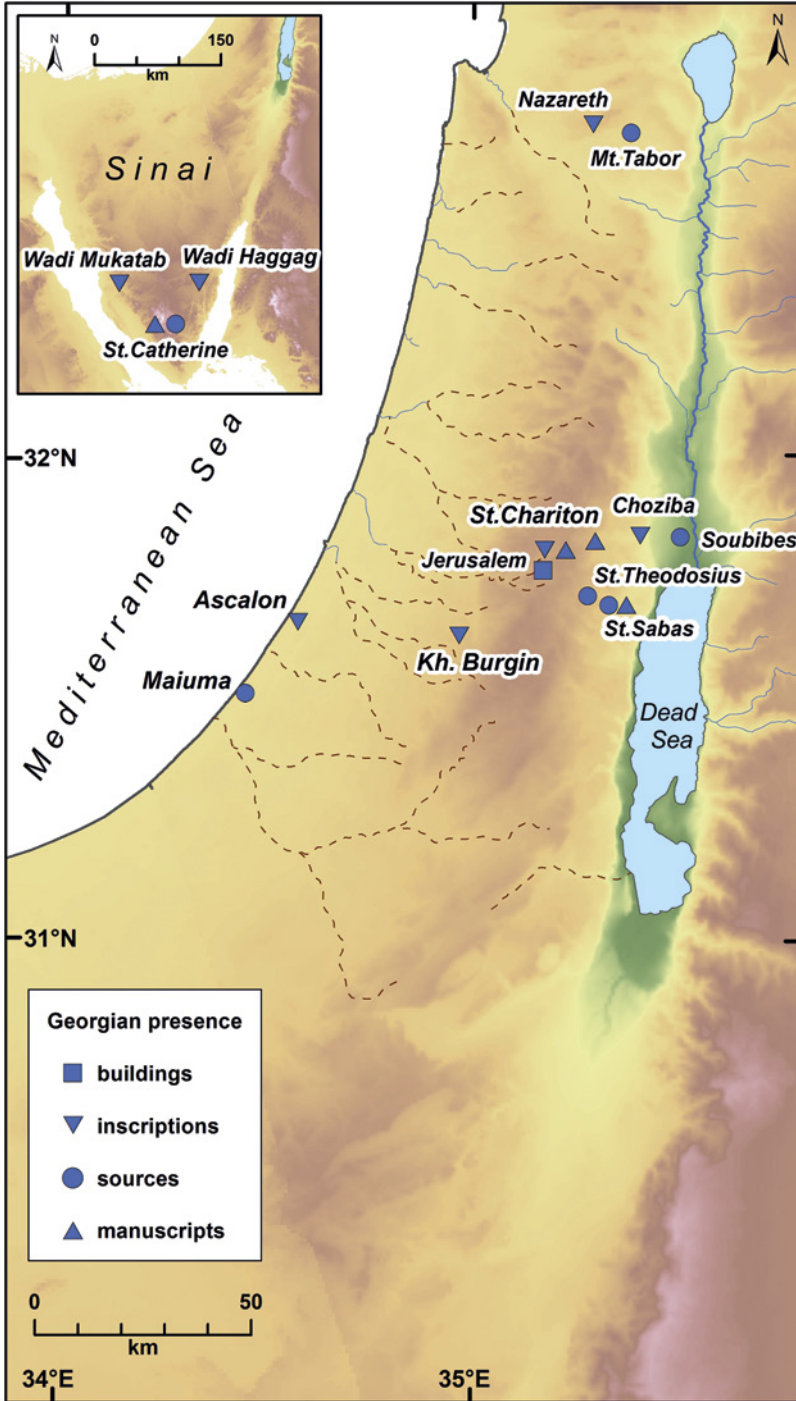 N
0 150
km
Sinai
Wadi Mukatab
Wadi Haggag
St.Catherine
N
Nazareth
Mt.Tabor
Mediterranean Sea
32°N
Choziba
St.Chariton
Soubibes
Jerusalem
St.Theodosius
Ascalon
St.Sabas
Kh. Burgin
Maiuma
Dead
Sea
31°N
Georgian presence
buildings
inscriptions
sources
manuscripts
0 50
km
34°E
35°E